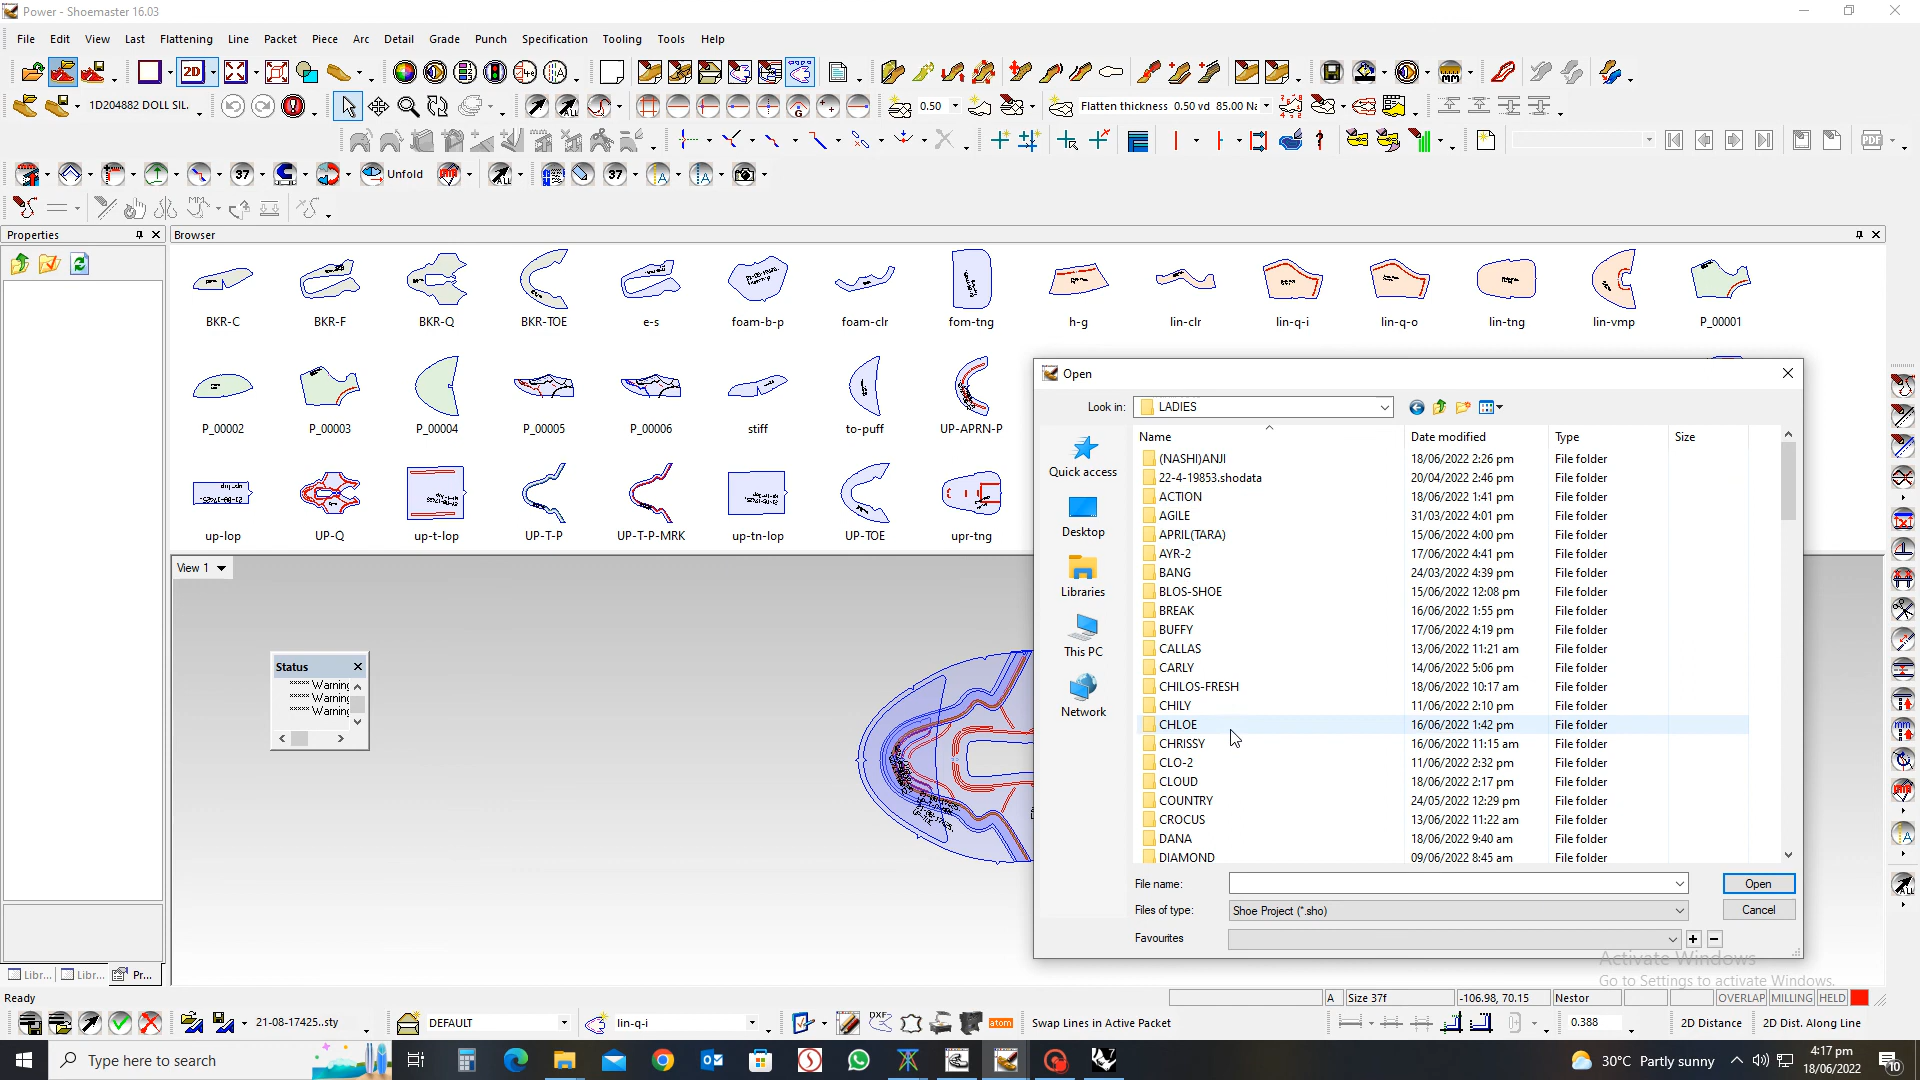 Power - Shoemaster 16.03
File Edit View Last Flattening Line Packet Piece Arc Detail Grade Punch Specification Tooling Tools Help
1D204882 DOLL SIL. 0.50 Flatten thickness 0.50 vd 85.00 Na
37 Unfold 37
Properties Browser
BKR-C BKR-F BKR-Q BKR-TOE e-s foam-b-p foam-clr fom-tng h-g lin-clr lin-q-i lin-q-o lin-tng lin-vmp P_00001
P_00002 P_00003 P_00004 P_00005 P_00006 stiff to-puff UP-APRN-P
up-lop UP-Q up-t-lop UP-T-P UP-T-P-MRK up-tn-lop UP-TOE upr-tng
View 1
Status
***** Warning
***** Warning
***** Warning
Open
Look in: LADIES
Quick access
Desktop
Libraries
This PC
Network
Name Date modified Type Size
(NASHI)ANJI 18/06/2022 2:26 pm File folder
22-4-19853.shodata 20/04/2022 2:46 pm File folder
ACTION 18/06/2022 1:41 pm File folder
AGILE 31/03/2022 4:01 pm File folder
APRIL(TARA) 15/06/2022 4:00 pm File folder
AYR-2 17/06/2022 4:41 pm File folder
BANG 24/03/2022 4:39 pm File folder
BLOS-SHOE 15/06/2022 12:08 pm File folder
BREAK 16/06/2022 1:55 pm File folder
BUFFY 17/06/2022 4:19 pm File folder
CALLAS 13/06/2022 11:21 am File folder
CARLY 14/06/2022 5:06 pm File folder
CHILOS-FRESH 18/06/2022 10:17 am File folder
CHILY 11/06/2022 2:10 pm File folder
CHLOE 16/06/2022 1:42 pm File folder
CHRISSY 16/06/2022 11:15 am File folder
CLO-2 11/06/2022 2:32 pm File folder
CLOUD 18/06/2022 2:17 pm File folder
COUNTRY 24/05/2022 12:29 pm File folder
CROCUS 13/06/2022 11:22 am File folder
DANA 18/06/2022 9:40 am File folder
DIAMOND 09/06/2022 8:45 am File folder
File name: Open
Files of type: Shoe Project (*.sho) Cancel
Favourites
Activate Windows
Go to Settings to activate Windows.
Libr... Libr... Pr...
Ready A Size 37f -106.98, 70.15 Nestor OVERLAP MILLING HELD
21-08-17425..sty DEFAULT lin-q-i DXF atom Swap Lines in Active Packet 0.388 2D Distance 2D Dist. Along Line
Type here to search 30°C Partly sunny 4:17 pm
18/06/2022 10